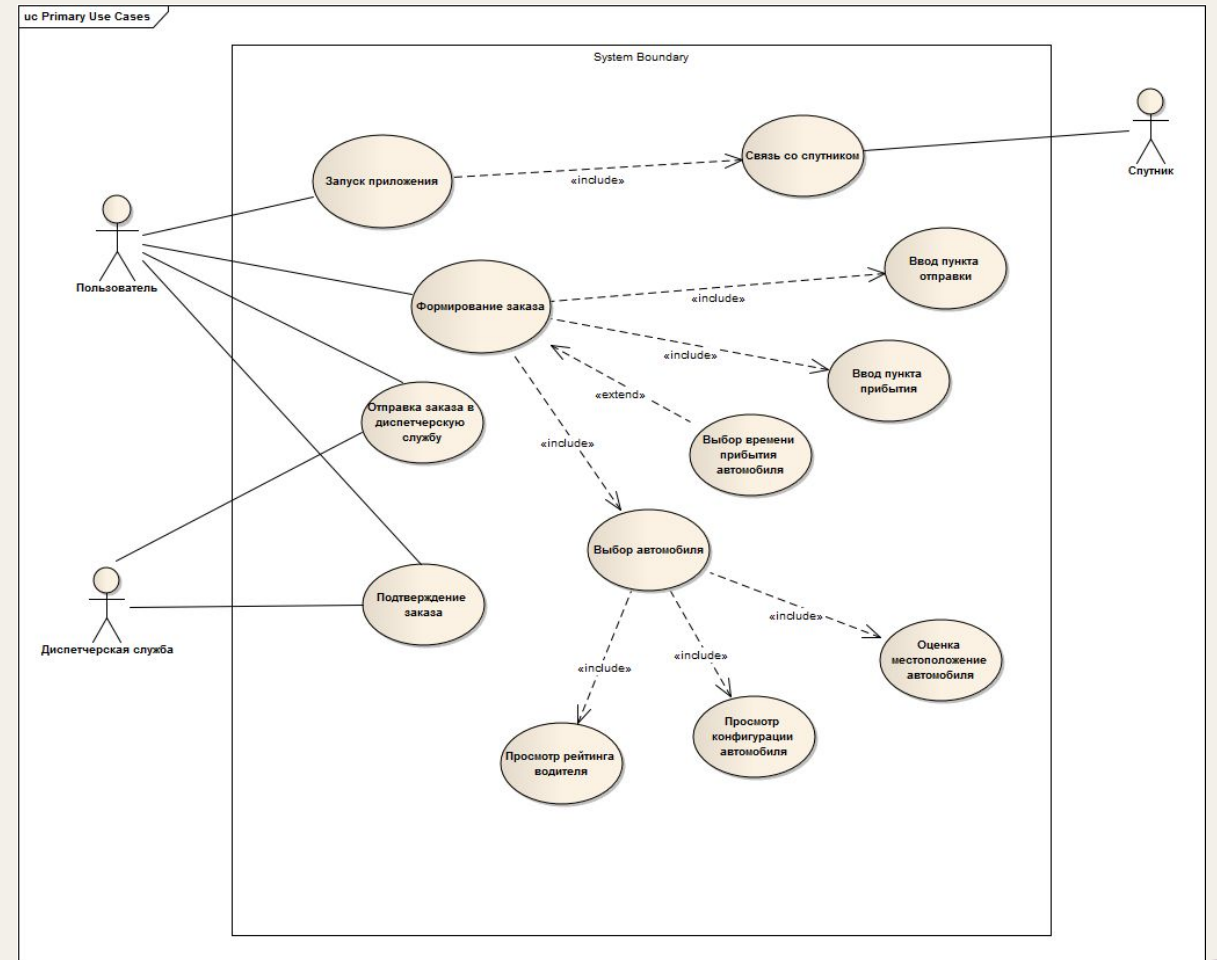 uc Primary Use Cases
System Boundary
Связь со спутником
Спутник
Запуск приложения
«include»
Пользователь
Ввод пункта
отправки
Формирование заказа
«include»
«include»
Ввод пункта
прибытия
«extend»
Отправка заказа в
диспетчерскую
службу
«include»
Выбор времени
прибытия
автомобиля
Выбор автомобиля
Подтверждение
заказа
«include»
Диспетчерская служба
Оценка
местоположение
автомобиля
«include»
«include»
Просмотр рейтинга
водителя
Просмотр
конфигурации
автомобиля